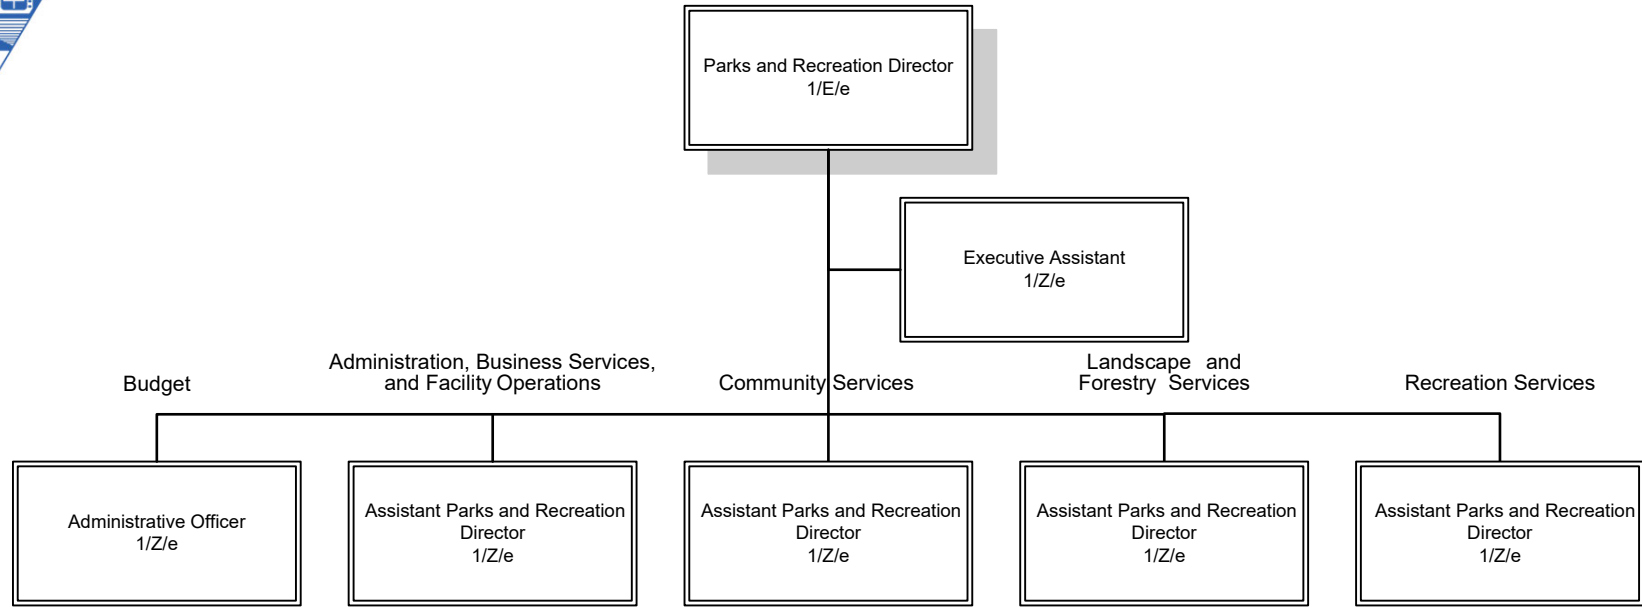 Parks and Recreation Director
1/E/e
Executive Assistant
1/Z/e
Budget
Administration, Business Services,
and Facility Operations
Community Services
Landscape and
Forestry Services
Recreation Services
Administrative Officer
1/Z/e
Assistant Parks and Recreation
Director
1/Z/e
Assistant Parks and Recreation
Director
1/Z/e
Assistant Parks and Recreation
Director
1/Z/e
Assistant Parks and Recreation
Director
1/Z/e